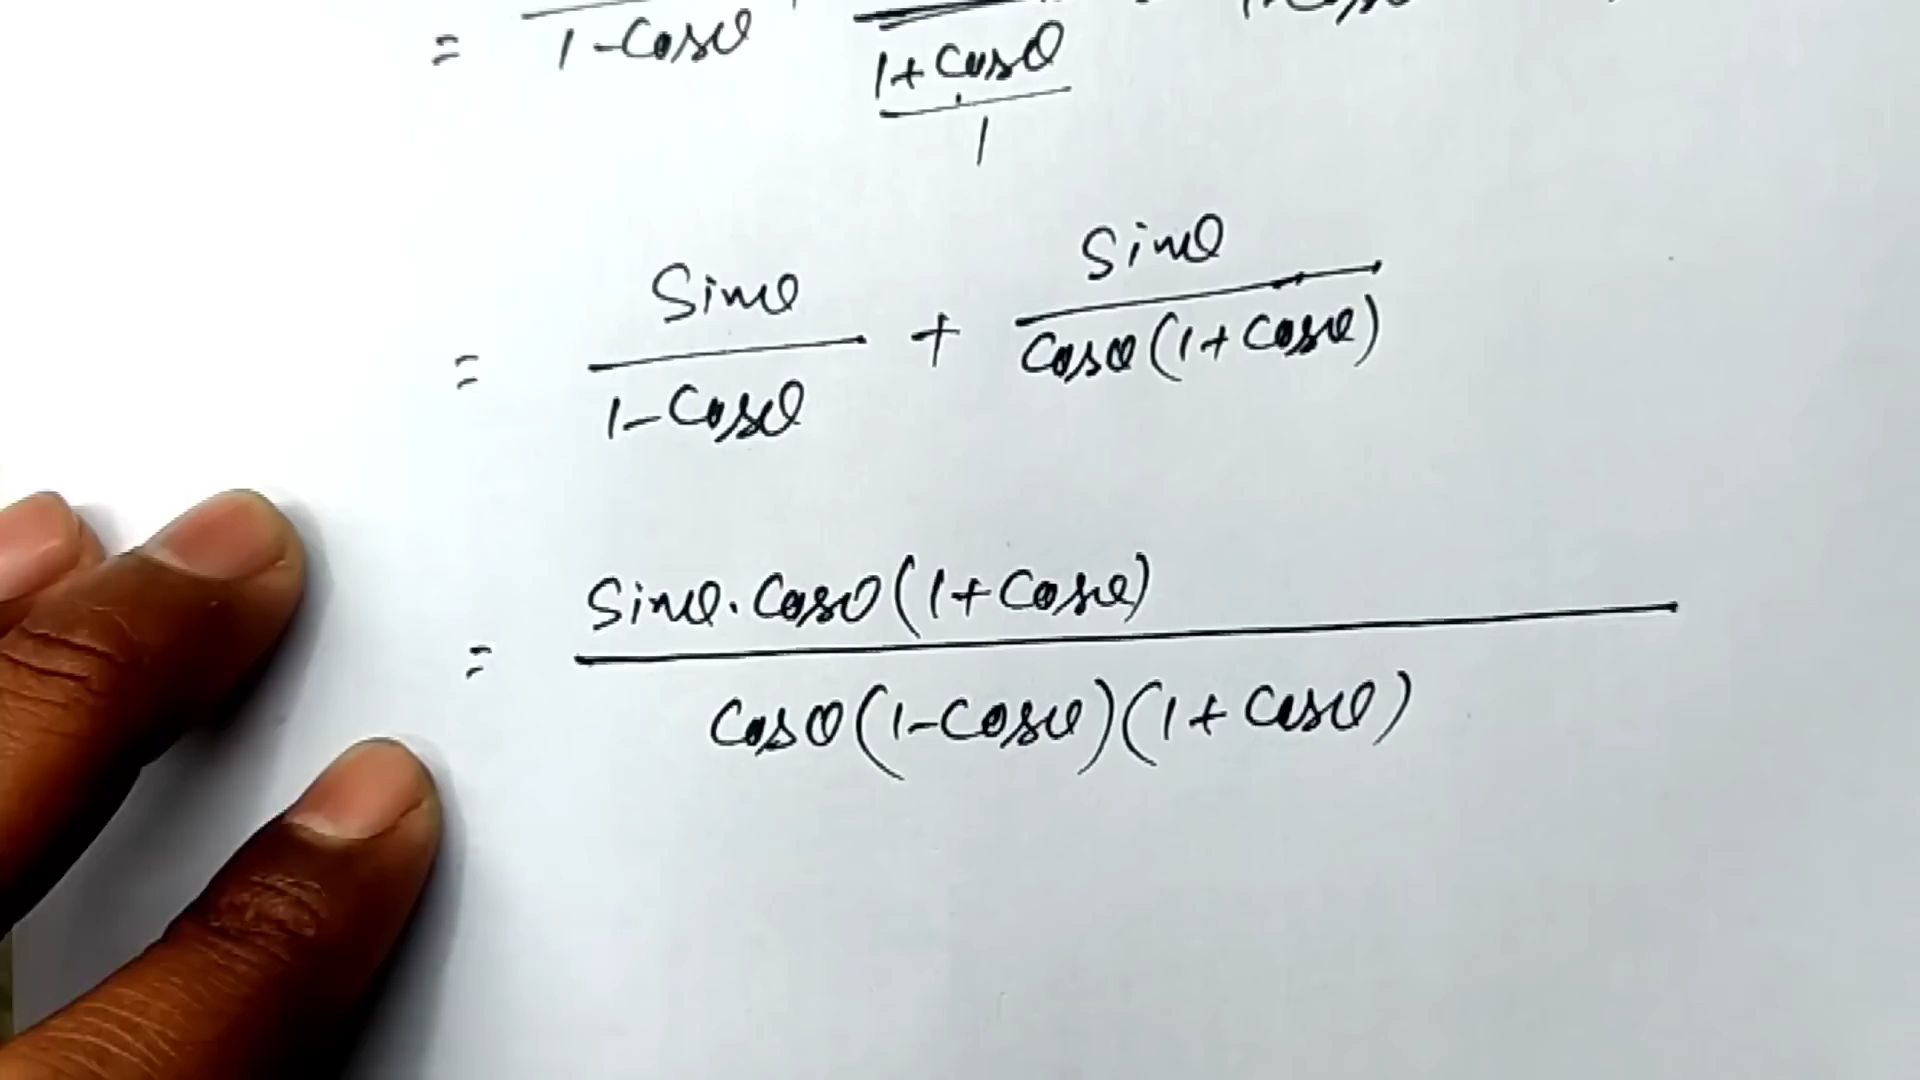 = / 1-Cosθ / 1+Cosθ / 1
= Sinθ / 1-Cosθ + Sinθ / Cosθ(1+Cosθ)
= Sinθ.Cosθ(1+Cosθ) / Cosθ(1-Cosθ)(1+Cosθ)